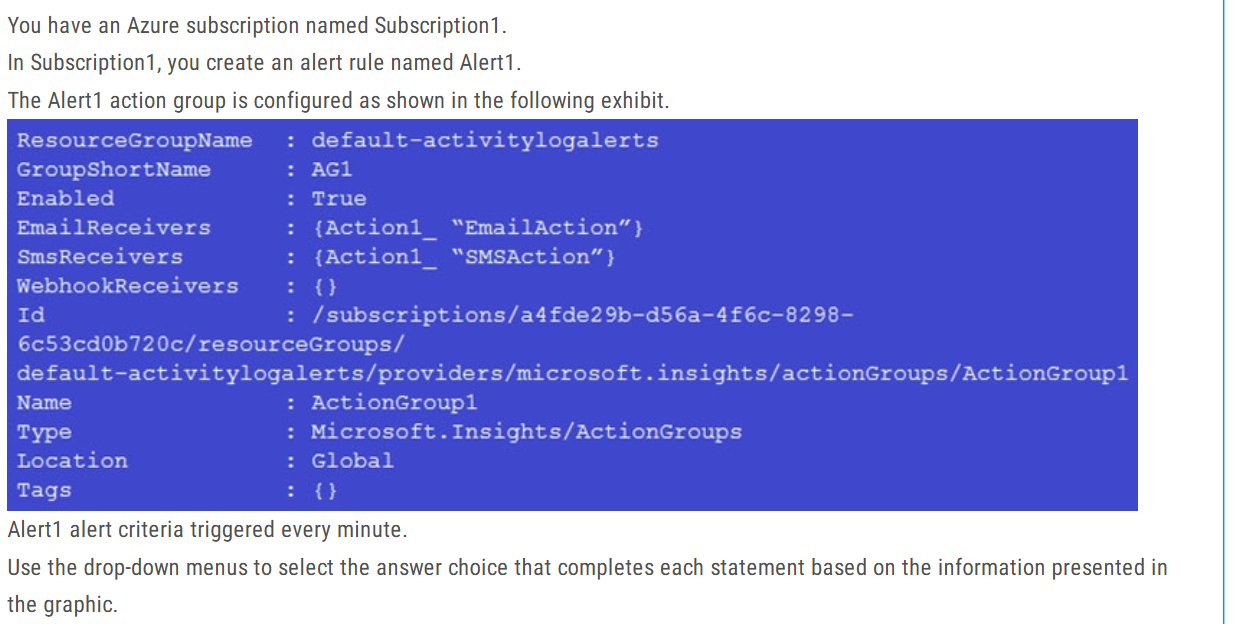 You have an Azure subscription named Subscription1.
In Subscription1, you create an alert rule named Alert1.
The Alert1 action group is configured as shown in the following exhibit.
ResourceGroupName : default-activitylogalerts
GroupShortName : AG1
Enabled : True
EmailReceivers : {Action1_ “EmailAction”}
SmsReceivers : {Action1_ “SMSAction”}
WebhookReceivers : {}
Id : /subscriptions/a4fde29b-d56a-4f6c-8298-
6c53cd0b720c/resourceGroups/
default-activitylogalerts/providers/microsoft.insights/actionGroups/ActionGroup1
Name : ActionGroup1
Type : Microsoft.Insights/ActionGroups
Location : Global
Tags : {}
Alert1 alert criteria triggered every minute.
Use the drop-down menus to select the answer choice that completes each statement based on the information presented in
the graphic.